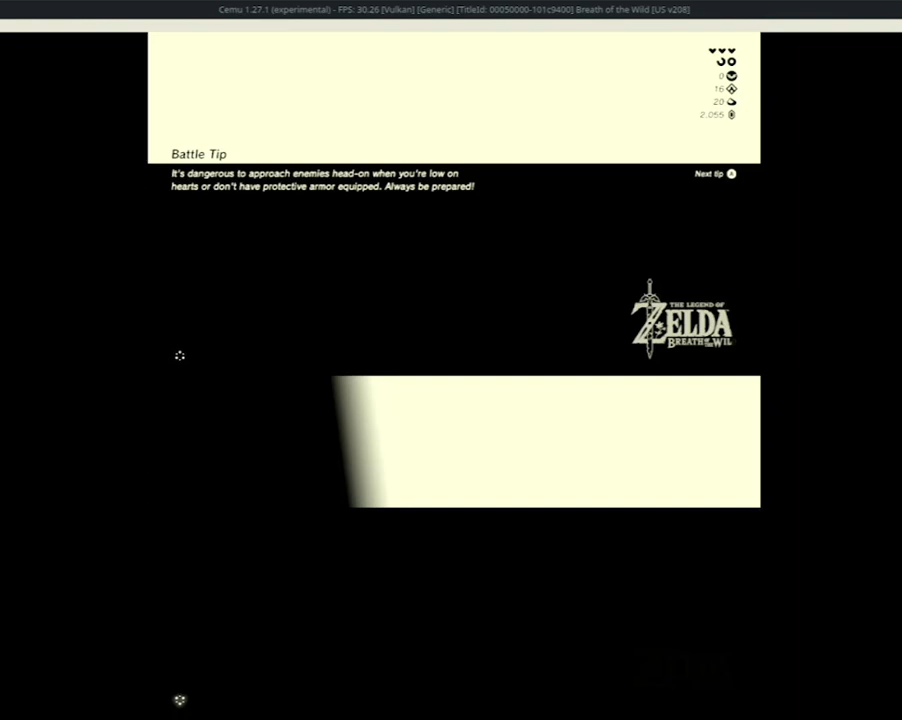 Cemu 1.27.1 (experimental) - FPS: 30.26 [Vulkan] [Generic] [TitleId: 00050000-101c9400] Breath of the Wild [US v208]
0
16
20
2.055
Battle Tip
It's dangerous to approach enemies head-on when you're low on
hearts or don't have protective armor equipped. Always be prepared!
Next tip A
THE LEGEND OF
ZELDA
BREATH OF THE WIL